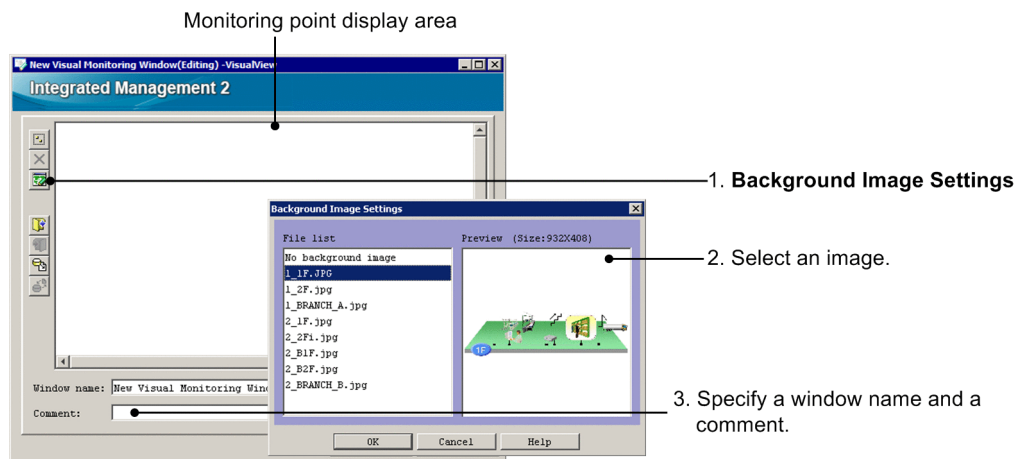 Monitoring point display area
New Visual Monitoring Window(Editing) -VisualView
Integrated Management 2
1. Background Image Settings
Background Image Settings
File list
Preview (Size:932X408)
No background image
1_1F.JPG
1_2F.jpg
1_BRANCH_A.jpg
2_1F.jpg
2_2Fi.jpg
2_B1F.jpg
2_B2F.jpg
2_BRANCH_B.jpg
1F
2. Select an image.
Window name: New Visual Monitoring Win
Comment:
3. Specify a window name and a
comment.
OK Cancel Help